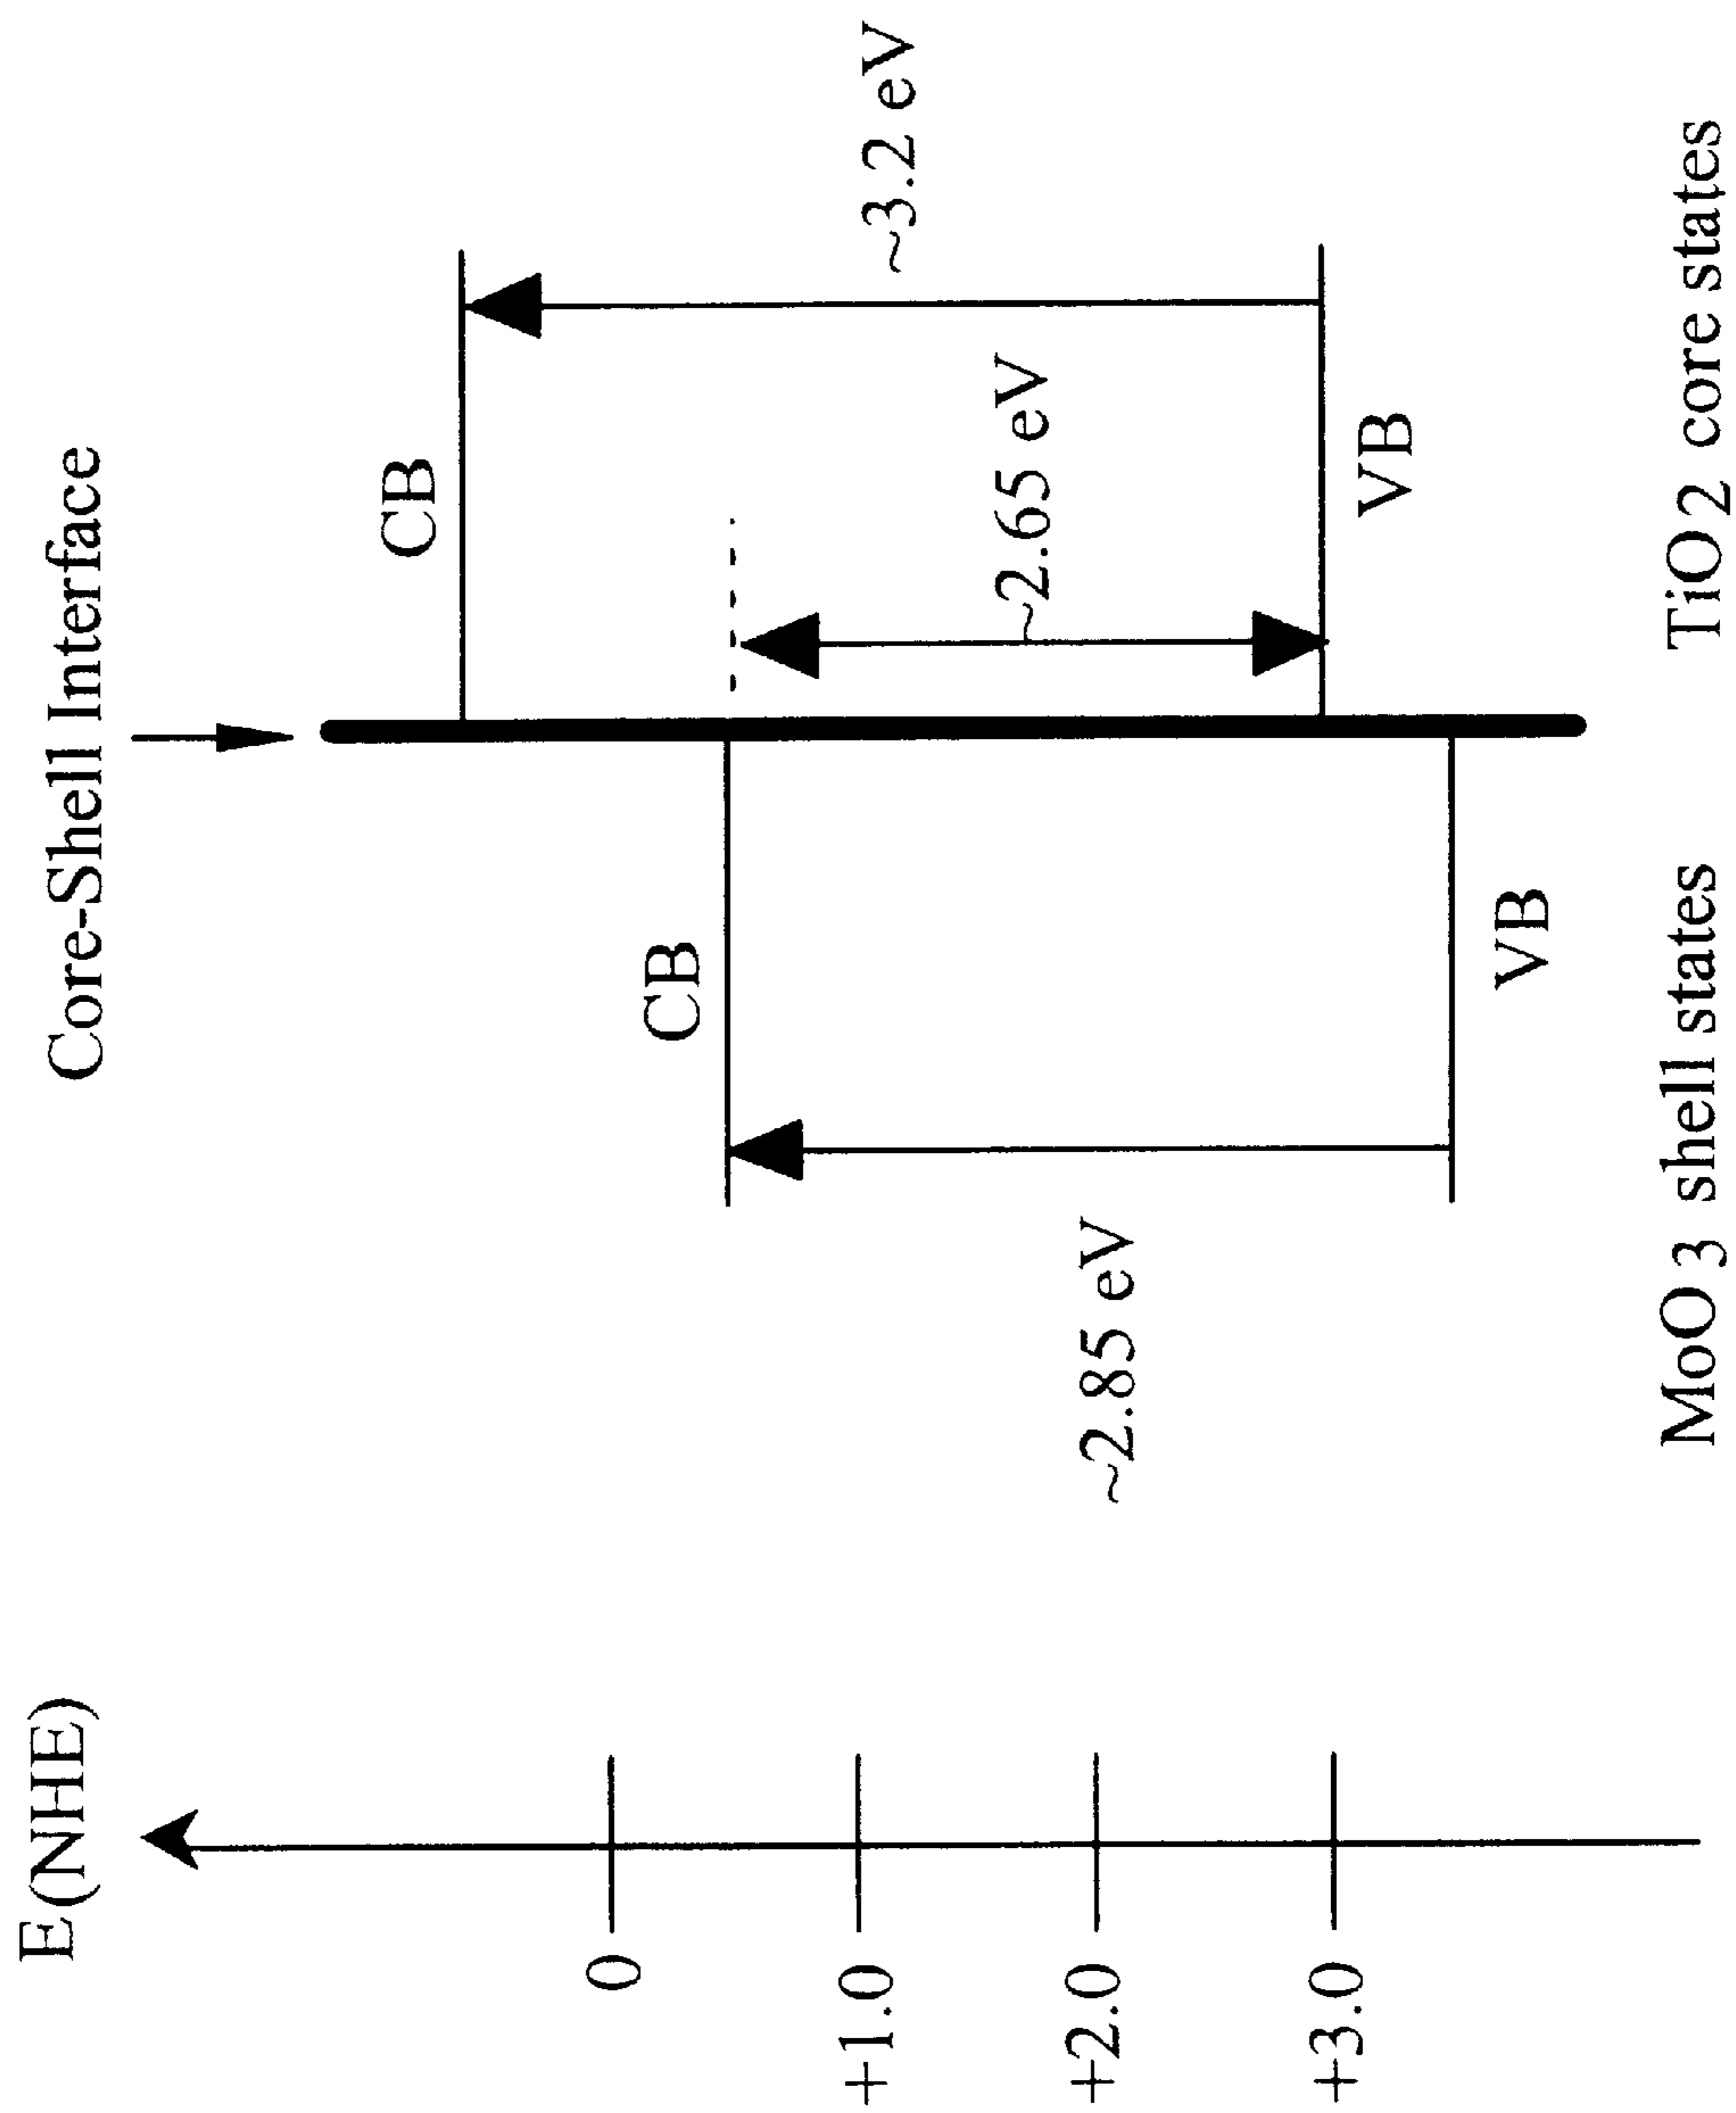 E(NHE)
0
+1.0
+2.0
+3.0
Core-Shell Interface
CB
CB
~3.2 eV
~2.65 eV
~2.85 eV
VB
VB
MoO3 shell states
TiO2 core states